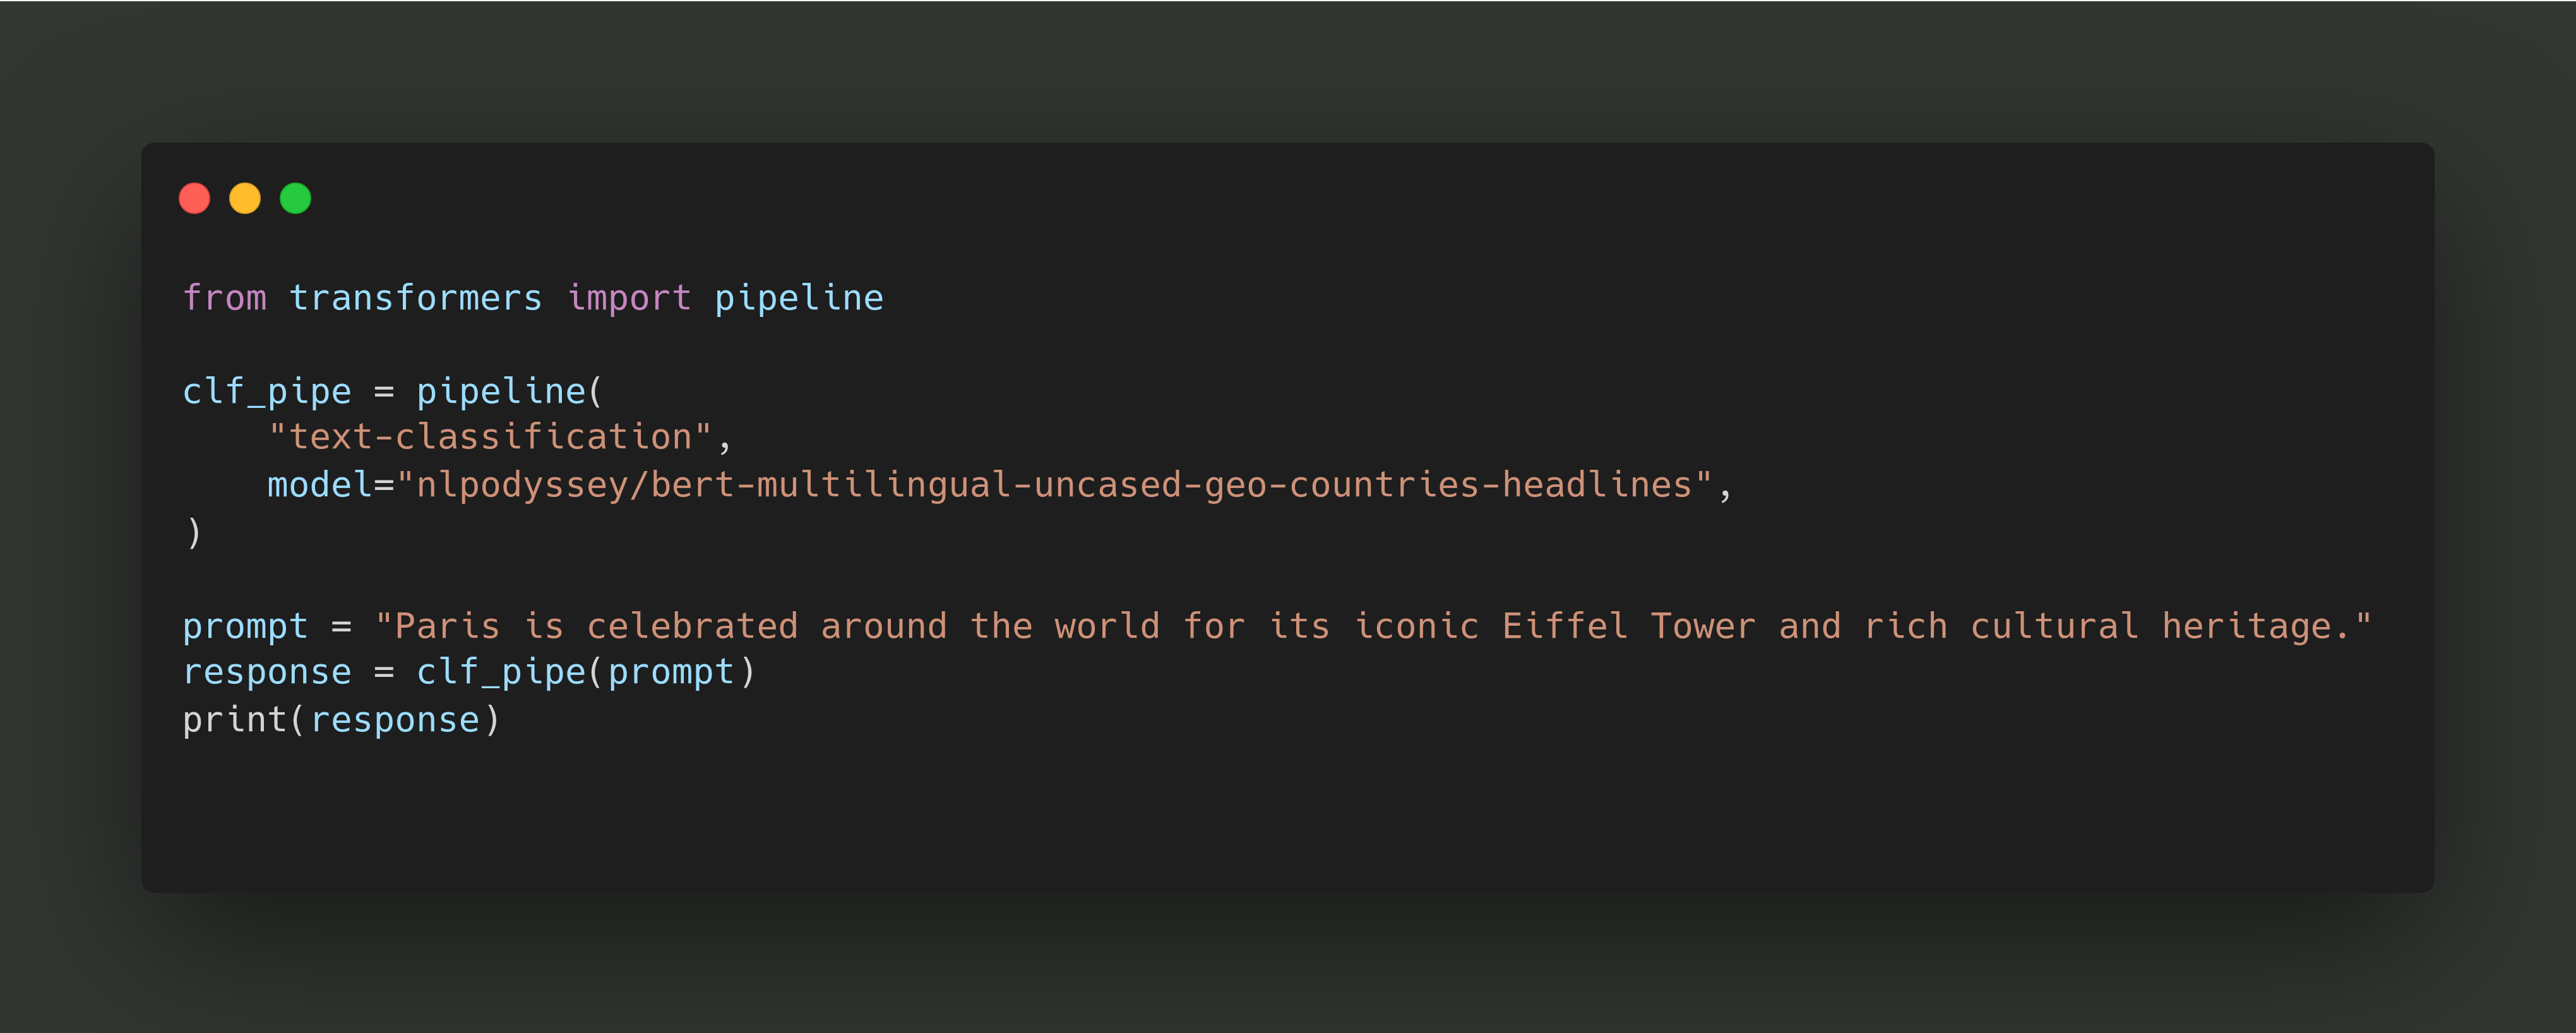 from transformers import pipeline

clf_pipe = pipeline(
    "text-classification",
    model="nlpodyssey/bert-multilingual-uncased-geo-countries-headlines",
)

prompt = "Paris is celebrated around the world for its iconic Eiffel Tower and rich cultural heritage."
response = clf_pipe(prompt)
print(response)